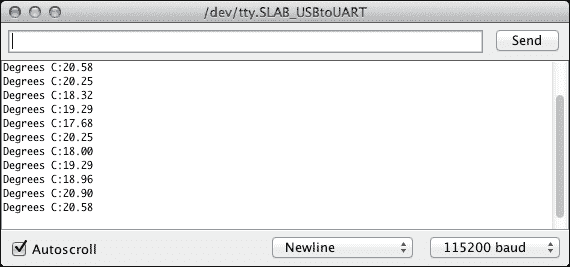 /dev/tty.SLAB_USBtoUART
Send
Degrees C:20.58
Degrees C:20.25
Degrees C:18.32
Degrees C:19.29
Degrees C:17.68
Degrees C:20.25
Degrees C:18.00
Degrees C:19.29
Degrees C:18.96
Degrees C:20.90
Degrees C:20.58
Autoscroll Newline 115200 baud